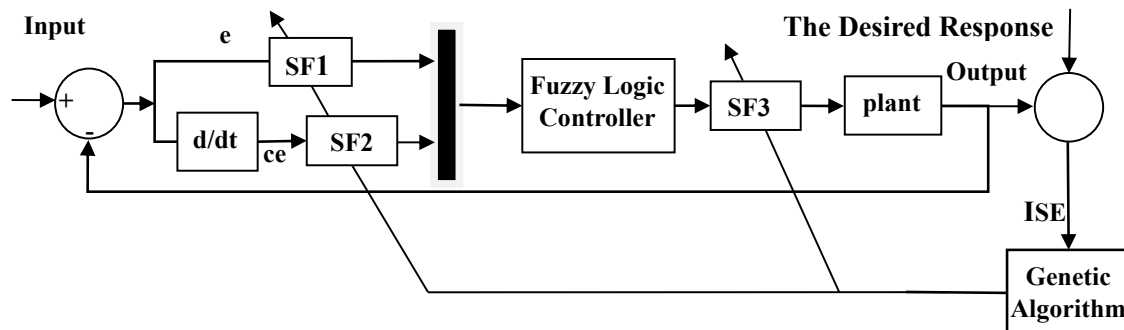 Input
The Desired Response
e
SF1
+
-
d/dt
ce
SF2
Fuzzy Logic
Controller
SF3
plant
Output
ISE
Genetic
Algorithm